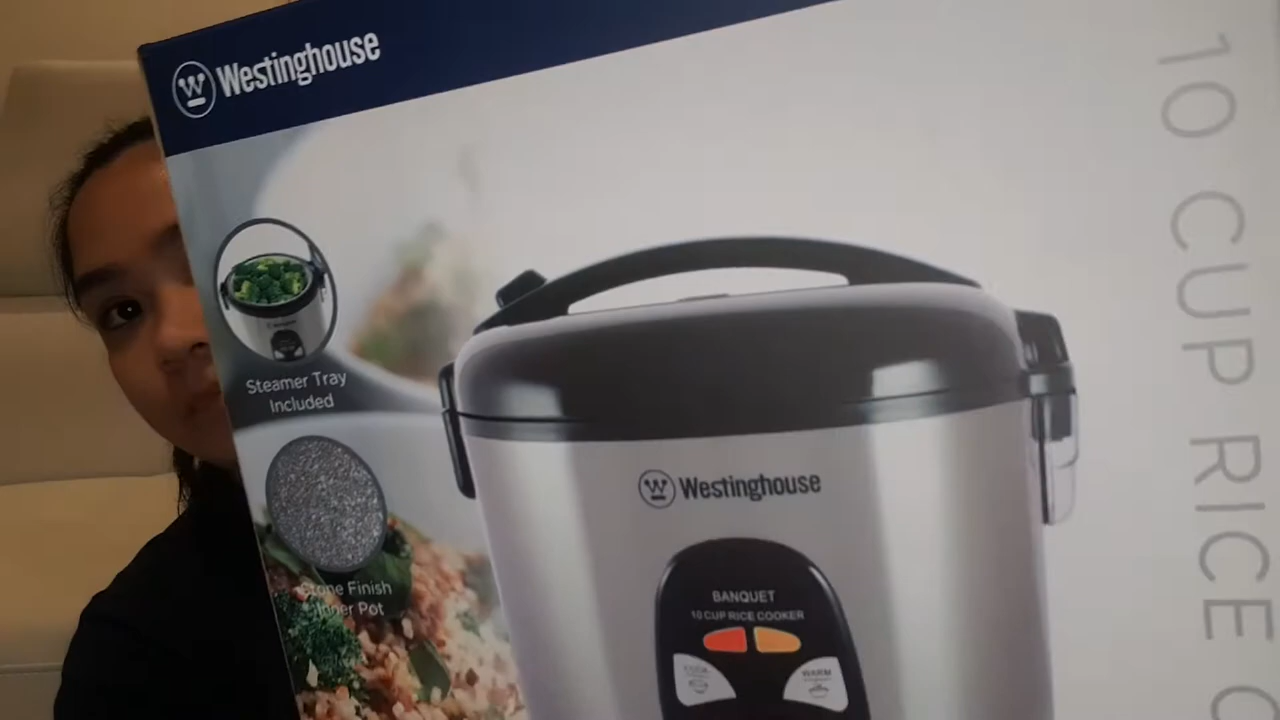 Westinghouse
10 CUP RICE
Steamer Tray
Included
Stone Finish
Inner Pot
Westinghouse
BANQUET
10 CUP RICE COOKER
WARM